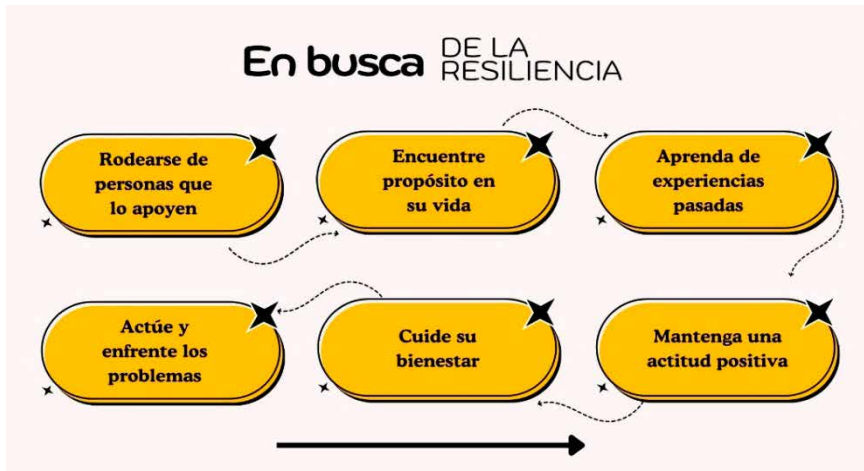 En busca DE LA RESILIENCIA
Rodearse de
personas que
lo apoyen
Encuentre
propósito en
su vida
Aprenda de
experiencias
pasadas
Mantenga una
actitud positiva
Cuide su
bienestar
Actúe y
enfrente los
problemas